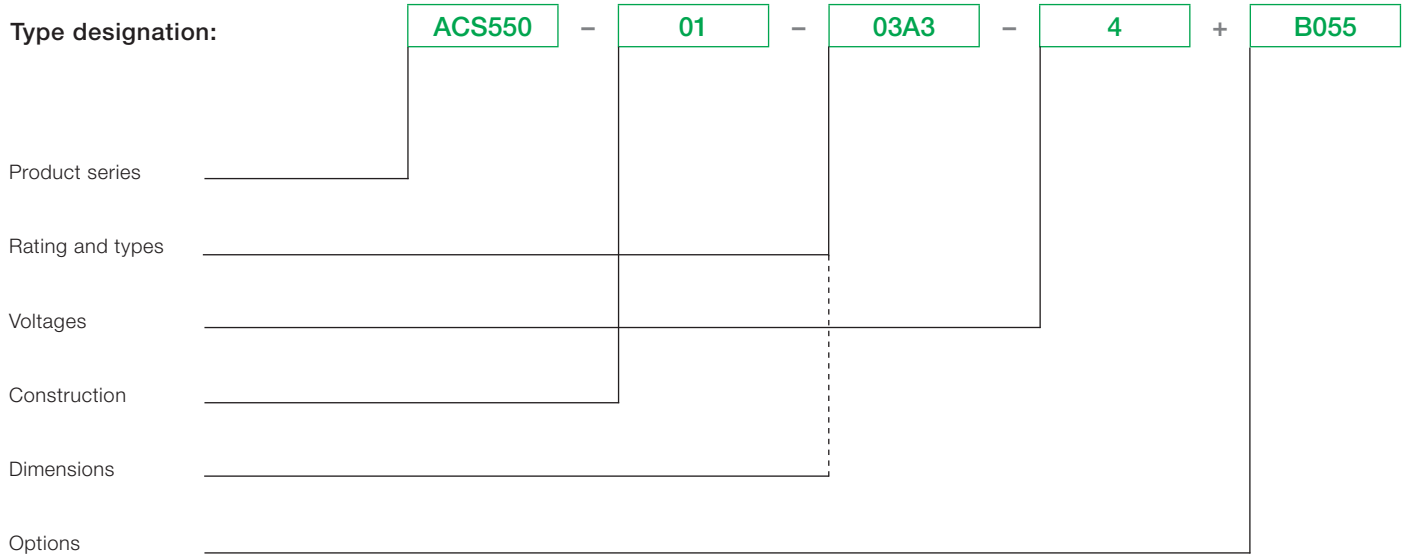 Type designation: ACS550 – 01 – 03A3 – 4 + B055
Product series
Rating and types
Voltages
Construction
Dimensions
Options